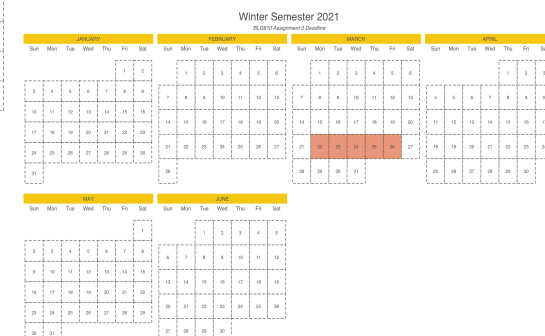 Winter Semester 2021
BLG810 Assignment 3 Deadline
JANUARY FEBRUARY MARCH APRIL
Sun Mon Tue Wed Thu Fri Sat Sun Mon Tue Wed Thu Fri Sat Sun Mon Tue Wed Thu Fri Sat Sun Mon Tue Wed Thu Fri
1 2 1 2 3 4 5 6 1 2 3 4 5 6 1 2
3 4 5 6 7 8 9 7 8 9 10 11 12 13 7 8 9 10 11 12 13 4 5 6 7 8 9
10 11 12 13 14 15 16 14 15 16 17 18 19 20 14 15 16 17 18 19 20 11 12 13 14 15 16
17 18 19 20 21 22 23 21 22 23 24 25 26 27 21 22 23 24 25 26 27 18 19 20 21 22 23
24 25 26 27 28 29 30 28 28 29 30 31 25 26 27 28 29 30
31
MAY JUNE
Sun Mon Tue Wed Thu Fri Sat Sun Mon Tue Wed Thu Fri Sat
1 1 2 3 4 5
2 3 4 5 6 7 8 6 7 8 9 10 11 12
9 10 11 12 13 14 15 13 14 15 16 17 18 19
16 17 18 19 20 21 22 20 21 22 23 24 25 26
23 24 25 26 27 28 29 27 28 29 30
30 31